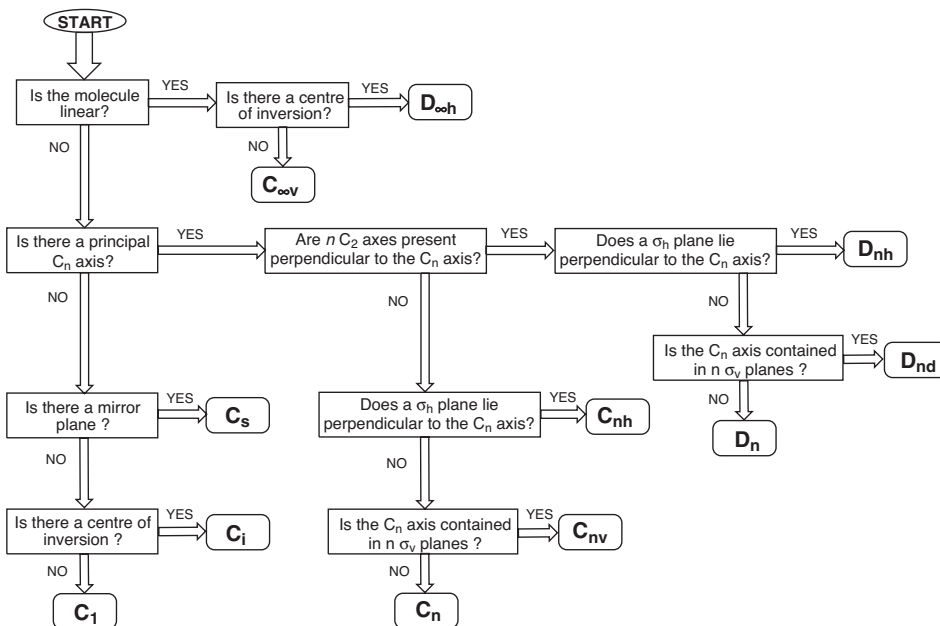 START
Is the molecule
linear?
YES
Is there a centre
of inversion?
YES
D∞h
NO
NO
C∞v
Is there a principal
Cn axis?
YES
Are n C2 axes present
perpendicular to the Cn axis?
YES
Does a σh plane lie
perpendicular to the Cn axis?
YES
Dnh
NO
NO
NO
Is the Cn axis contained
in n σv planes ?
YES
Dnd
NO
Dn
Is there a mirror
plane ?
YES
Cs
Does a σh plane lie
perpendicular to the Cn axis?
YES
Cnh
NO
NO
Is there a centre of
inversion ?
YES
Ci
Is the Cn axis contained
in n σv planes ?
YES
Cnv
NO
NO
C1
Cn